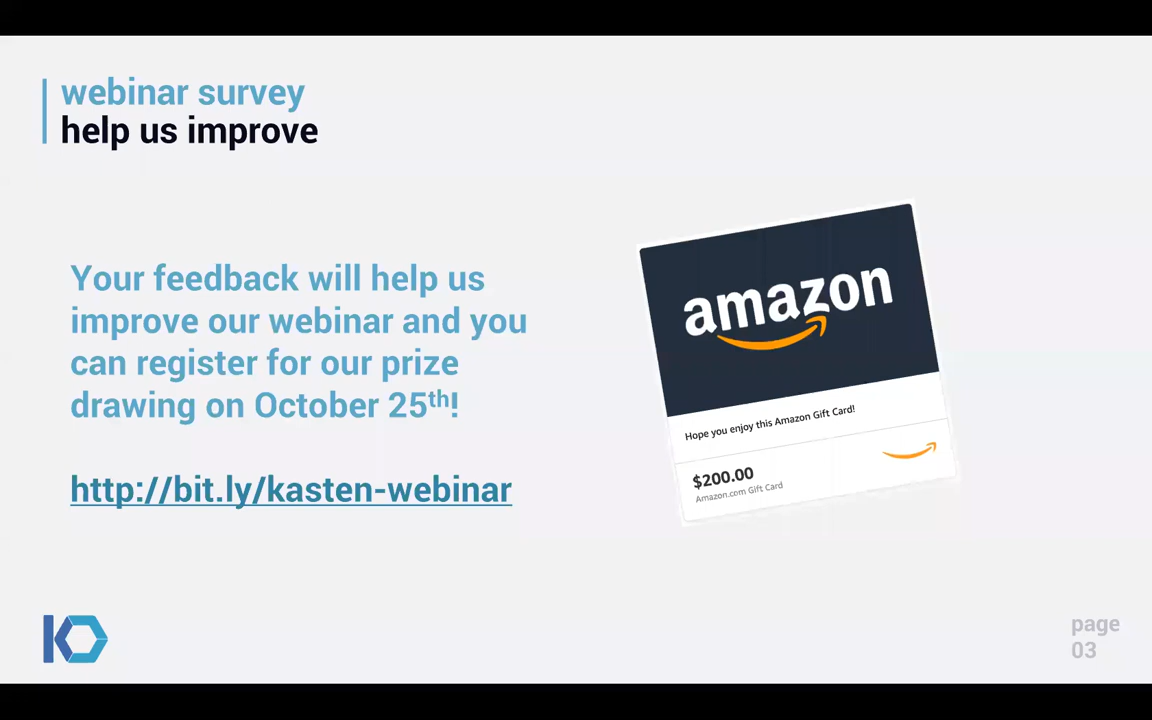 webinar survey
help us improve
Your feedback will help us
improve our webinar and you
can register for our prize
drawing on October 25th!
http://bit.ly/kasten-webinar
amazon
Hope you enjoy this Amazon Gift Card!
$200.00
Amazon.com Gift Card
page
03